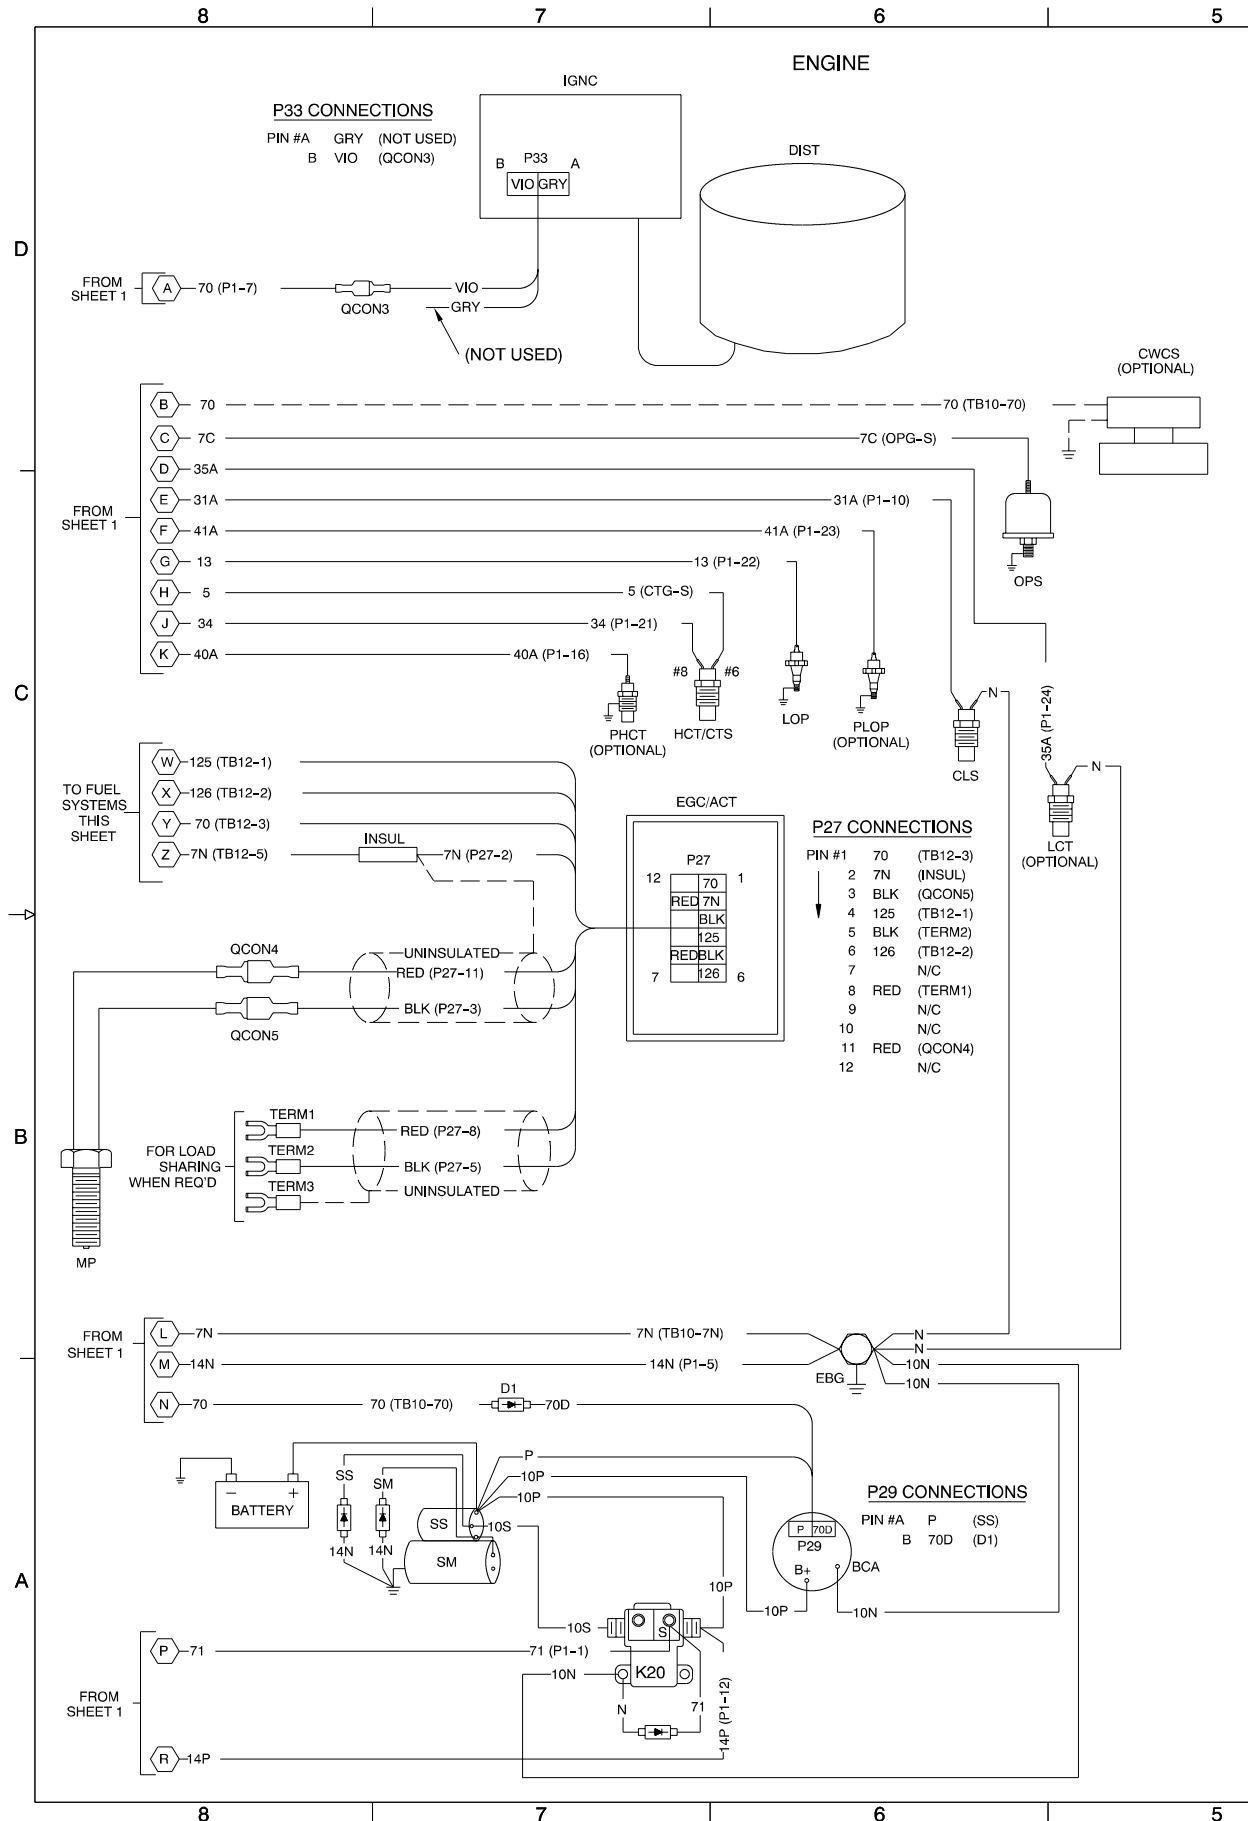 8 7 6 5
ENGINE
IGNC
P33 CONNECTIONS
PIN #A GRY (NOT USED)
B VIO (QCON3)
B P33 A
VIO GRY
DIST
D
FROM
SHEET 1
A 70 (P1-7)
QCON3
VIO
GRY
(NOT USED)
CWCS
(OPTIONAL)
FROM
SHEET 1
B 70 70 (TB10-70)
C 7C 7C (OPG-S)
D 35A
E 31A 31A (P1-10)
F 41A 41A (P1-23)
G 13 13 (P1-22)
H 5 5 (CTG-S)
J 34 34 (P1-21)
K 40A 40A (P1-16)
OPS
#8 #6
C
PHCT
(OPTIONAL)
HCT/CTS
LOP
PLOP
(OPTIONAL)
N
CLS
35A (P1-24)
N
LCT
(OPTIONAL)
TO FUEL
SYSTEMS
THIS
SHEET
W 125 (TB12-1)
X 126 (TB12-2)
Y 70 (TB12-3)
Z 7N (TB12-5)
INSUL
7N (P27-2)
EGC/ACT
P27
12 70 1
RED 7N
BLK
125
RED BLK
7 126 6
P27 CONNECTIONS
PIN #1 70 (TB12-3)
2 7N (INSUL)
3 BLK (QCON5)
4 125 (TB12-1)
5 BLK (TERM2)
6 126 (TB12-2)
7 N/C
8 RED (TERM1)
9 N/C
10 N/C
11 RED (QCON4)
12 N/C
QCON4
UNINSULATED
RED (P27-11)
BLK (P27-3)
QCON5
B
FOR LOAD
SHARING
WHEN REQ'D
TERM1
RED (P27-8)
TERM2
BLK (P27-5)
TERM3
UNINSULATED
MP
FROM
SHEET 1
L 7N 7N (TB10-7N)
M 14N 14N (P1-5)
N 70 70 (TB10-70)
D1
70D
EBG
N
N
10N
10N
BATTERY
- +
SS
SM
14N 14N
SS
SM
P
10P
10P
10S
P29 CONNECTIONS
PIN #A P (SS)
B 70D (D1)
P 70D
P29
B+
BCA
10P
10N
A
10P
10S
S
K20
FROM
SHEET 1
P 71 71 (P1-1)
10N
N
71
14P (P1-12)
R 14P
8 7 6 5